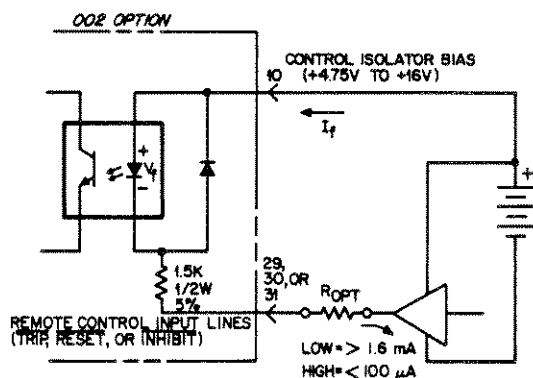 002 OPTION
CONTROL ISOLATOR BIAS
(+4.75V TO +16V)
10
If
+
Vf
-
+
1.5K
1/2W
5%
29,
30, OR
31
ROPT
REMOTE CONTROL INPUT LINES
(TRIP, RESET, OR INHIBIT)
LOW=> 1.6 mA
HIGH=<100 µA